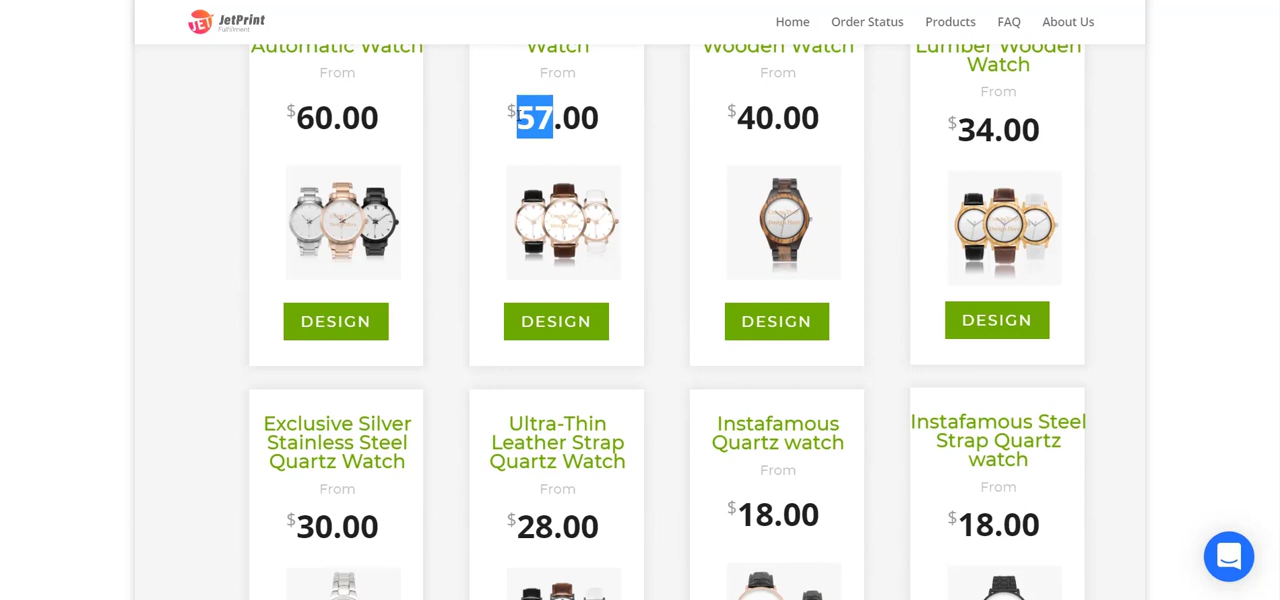 JET JetPrint
Fulfillment
Home Order Status Products FAQ About Us
Automatic Watch
From
$60.00
DESIGN
Watch
From
$57.00
DESIGN
Wooden Watch
From
$40.00
DESIGN
Lumber Wooden
Watch
From
$34.00
DESIGN
Exclusive Silver
Stainless Steel
Quartz Watch
From
$30.00
Ultra-Thin
Leather Strap
Quartz Watch
From
$28.00
Instafamous
Quartz watch
From
$18.00
Instafamous Steel
Strap Quartz
watch
From
$18.00